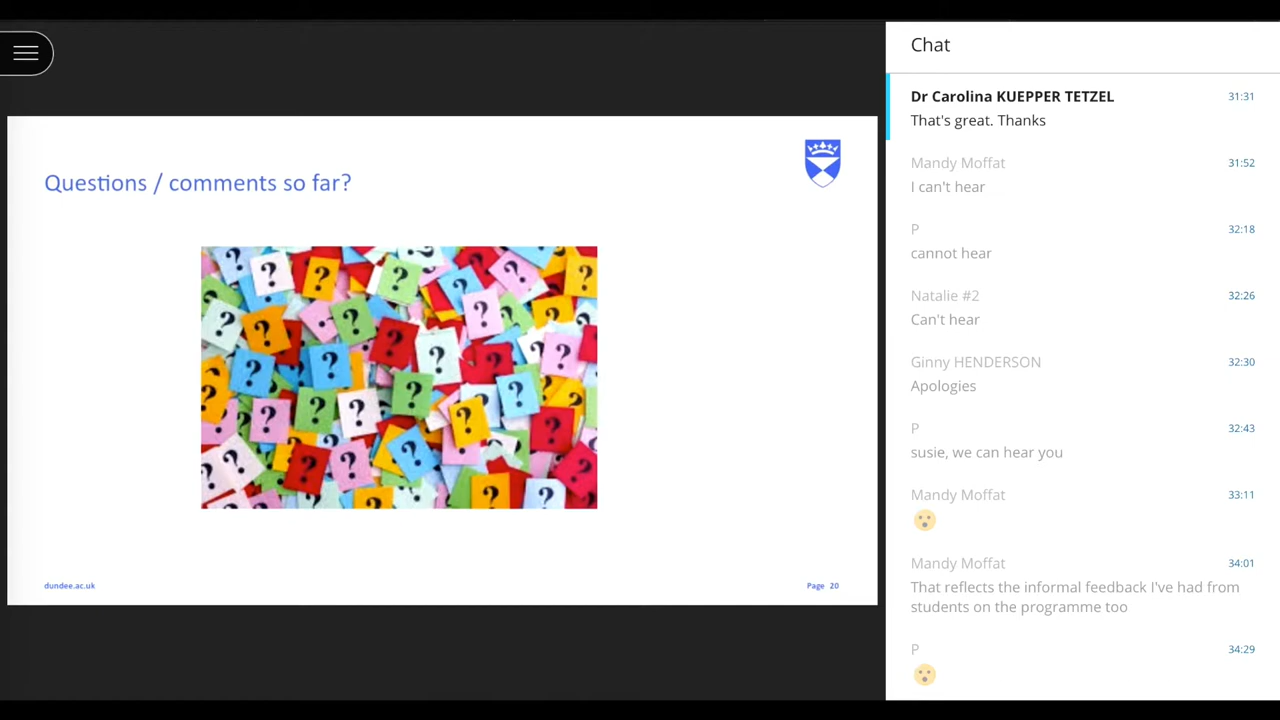 Chat
Dr Carolina KUEPPER TETZEL 31:31
That's great. Thanks
Mandy Moffat 31:52
I can't hear
P 32:18
cannot hear
Natalie #2 32:26
Can't hear
Ginny HENDERSON 32:30
Apologies
P 32:43
susie, we can hear you
Mandy Moffat 33:11
Mandy Moffat 34:01
That reflects the informal feedback I've had from
students on the programme too
P 34:29
Questions / comments so far?
dundee.ac.uk
Page 20